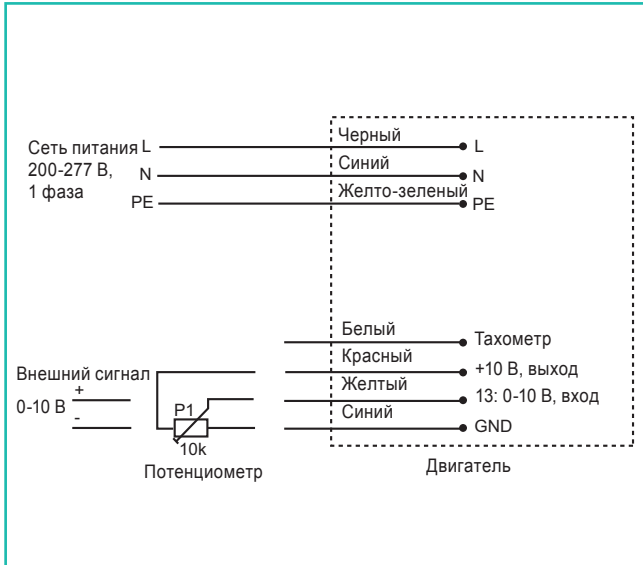 Черный
Сеть питания L
L
200-277 В,
Синий
N
N
1 фаза
Желто-зеленый
PE
PE
Белый
Тахометр
Красный
+10 В, выход
Внешний сигнал
+
Желтый
0-10 В
P1
13: 0-10 В, вход
-
Синий
GND
10k
Потенциометр
Двигатель